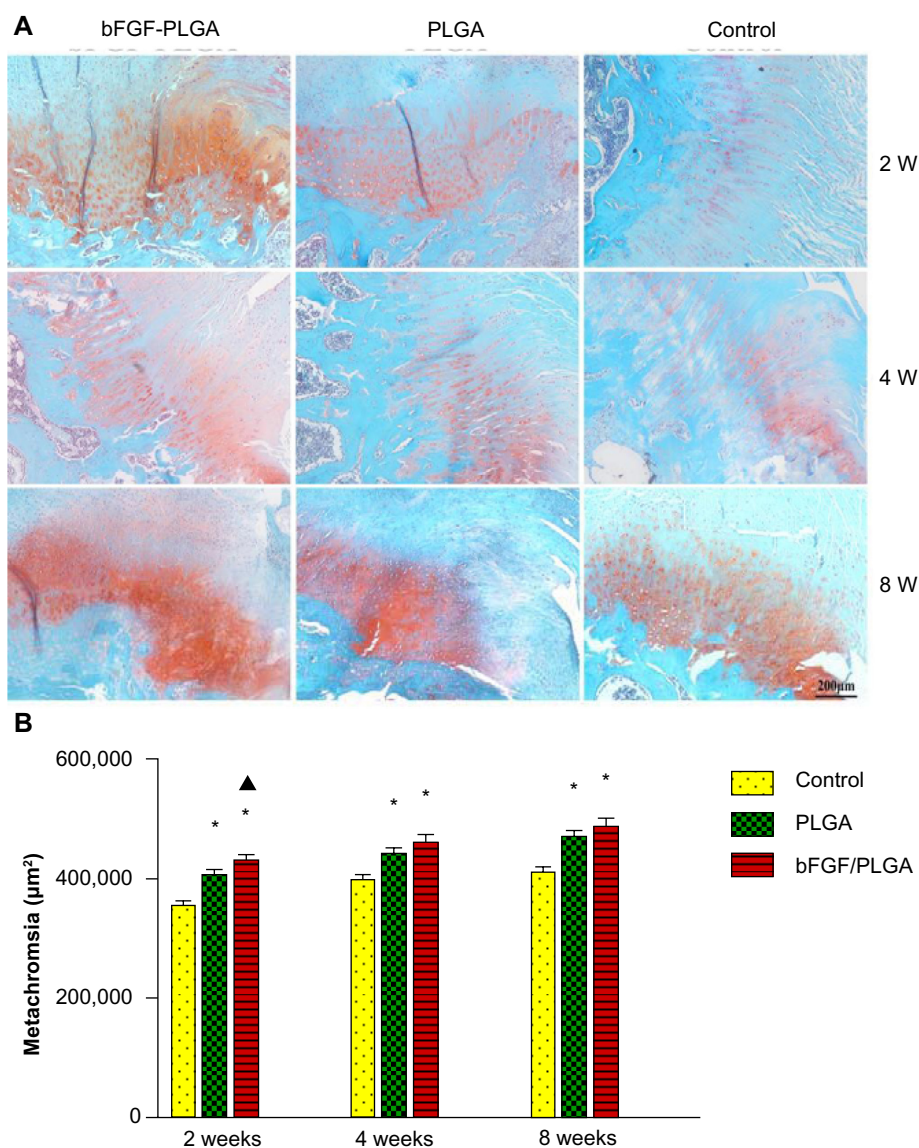 A
bFGF-PLGA PLGA Control
2 W
4 W
8 W
200μm
B
600,000
400,000
200,000
0
Metachromsia (μm²)
* ▲ *
* *
* *
2 weeks 4 weeks 8 weeks
Control
PLGA
bFGF/PLGA